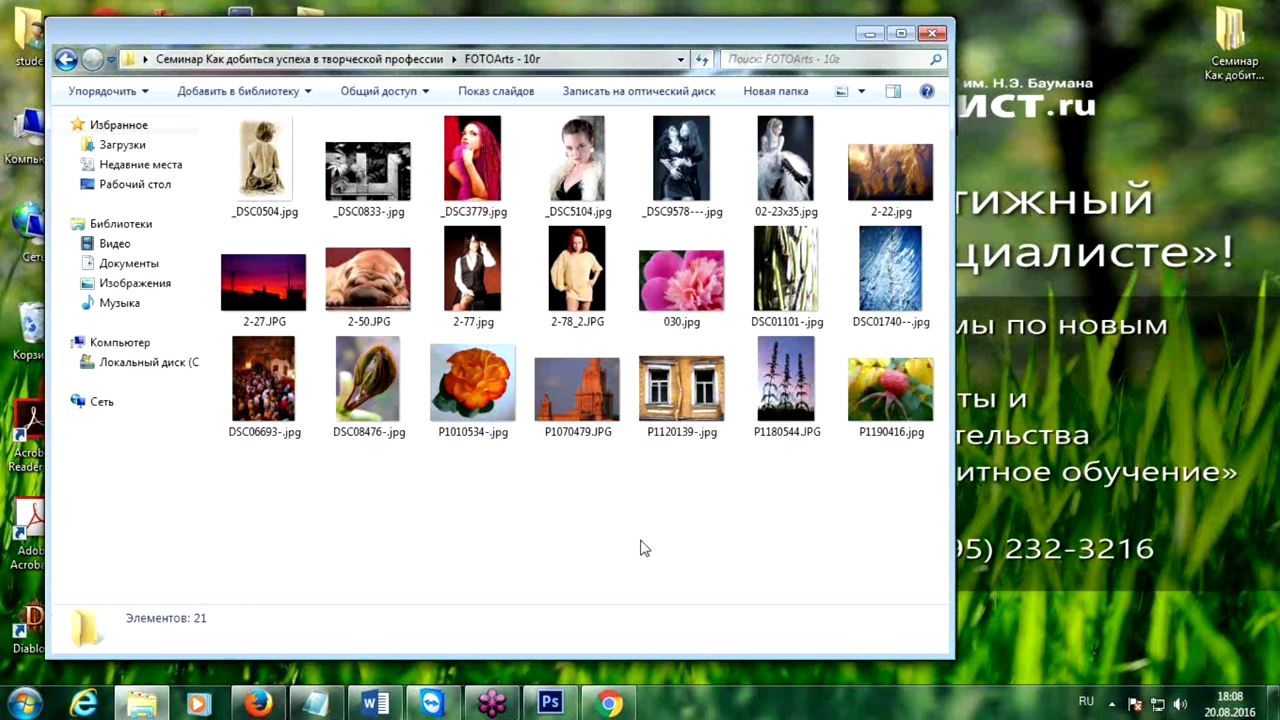 stude
Компь
Сеть
Корзи
Acrob
Reader
Adob
Acroba
Diablo
Семинар Как добиться успеха в творческой профессии
FOTOArts - 10г
Поиск: FOTOArts - 10г
Упорядочить
Добавить в библиотеку
Общий доступ
Показ слайдов
Записать на оптический диск
Новая папка
Избранное
Загрузки
Недавние места
Рабочий стол
Библиотеки
Видео
Документы
Изображения
Музыка
Компьютер
Локальный диск (C
Сеть
_DSC0504.jpg
_DSC0833-.jpg
_DSC3779.jpg
_DSC5104.jpg
_DSC9578---.jpg
02-23x35.jpg
2-22.jpg
2-27.JPG
2-50.JPG
2-77.jpg
2-78_2.JPG
030.jpg
DSC01101-.jpg
DSC01740--.jpg
DSC06693-.jpg
DSC08476-.jpg
P1010534-.jpg
P1070479.JPG
P1120139-.jpg
P1180544.JPG
P1190416.jpg
Элементов: 21
Семинар
Как добит...
им. Н.Э. Баумана
ИСТ.ru
тижный
циалисте»!
мы по новым
ты и
тельства
итное обучение»
95) 232-3216
Ps
RU
18:08
20.08.2016